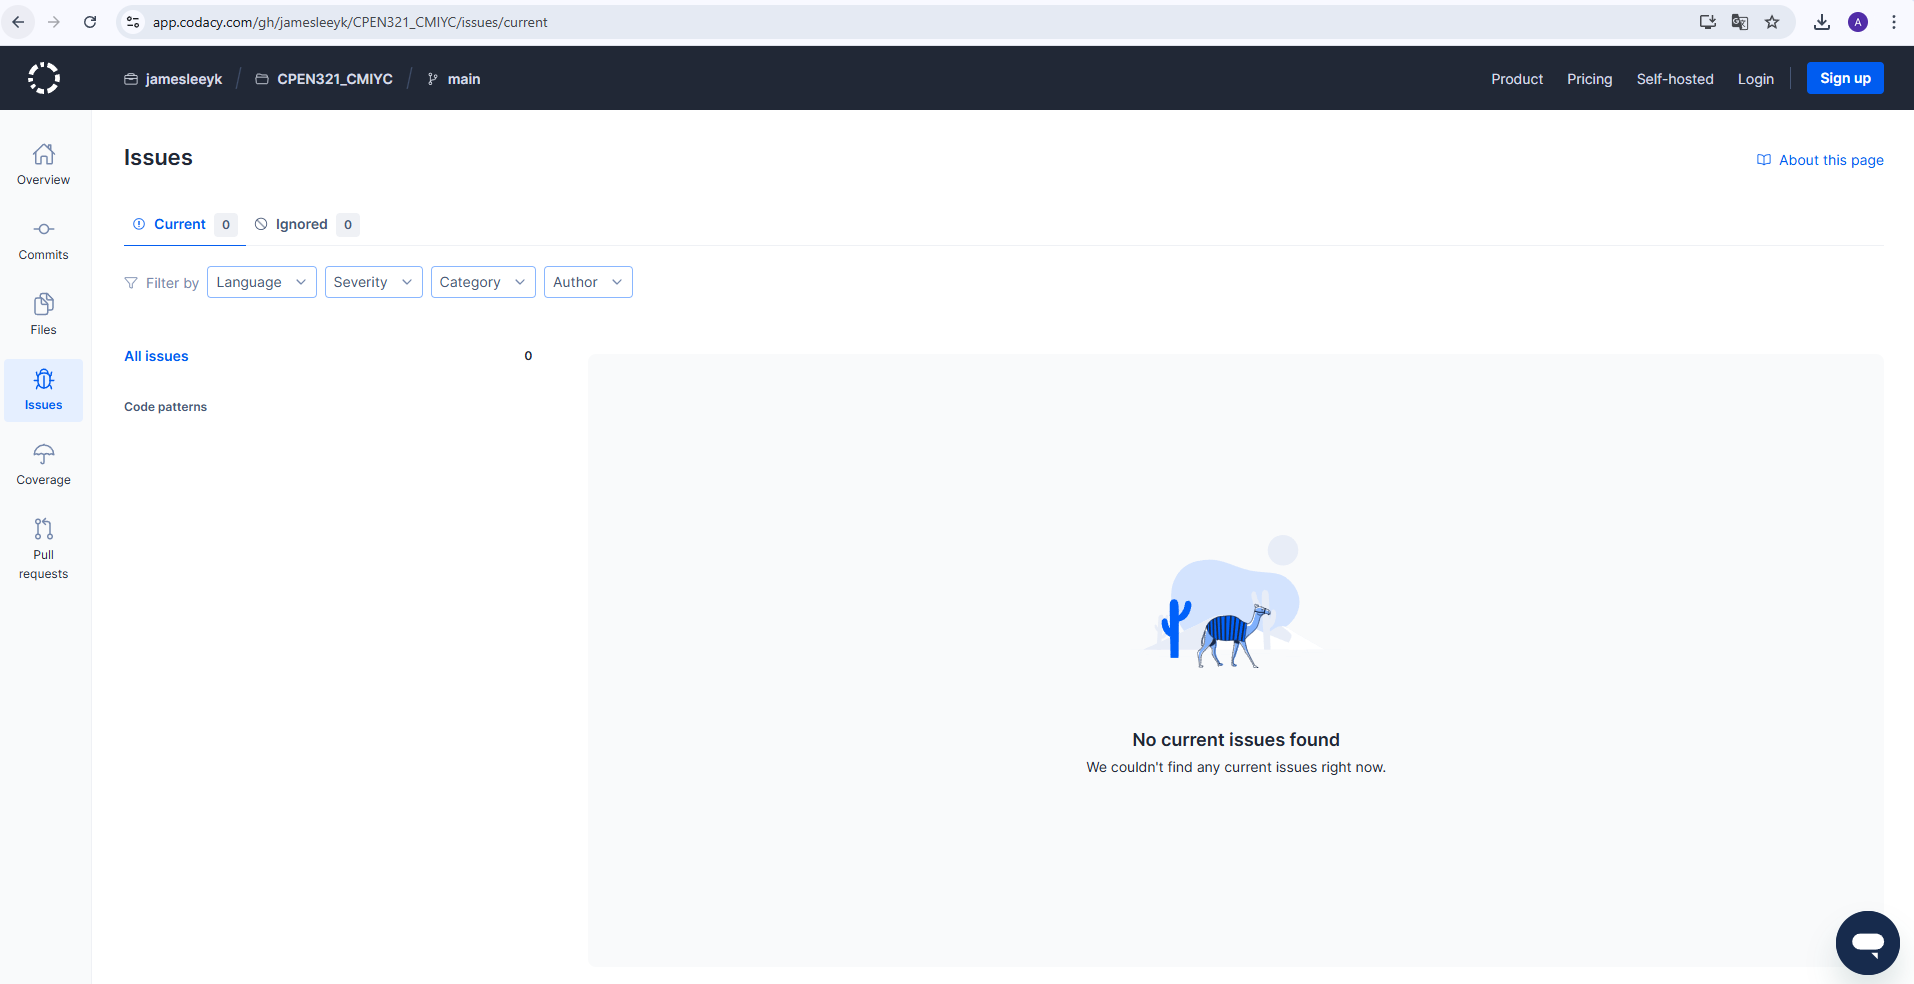 app.codacy.com/gh/jamesleeyk/CPEN321_CMIYC/issues/current
A
jamesleeyk / CPEN321_CMIYC / main
Product Pricing Self-hosted Login Sign up
Overview
Commits
Files
Issues
Coverage
Pull
requests
Issues
About this page
Current 0 Ignored 0
Filter by Language Severity Category Author
All issues 0
Code patterns
No current issues found
We couldn't find any current issues right now.